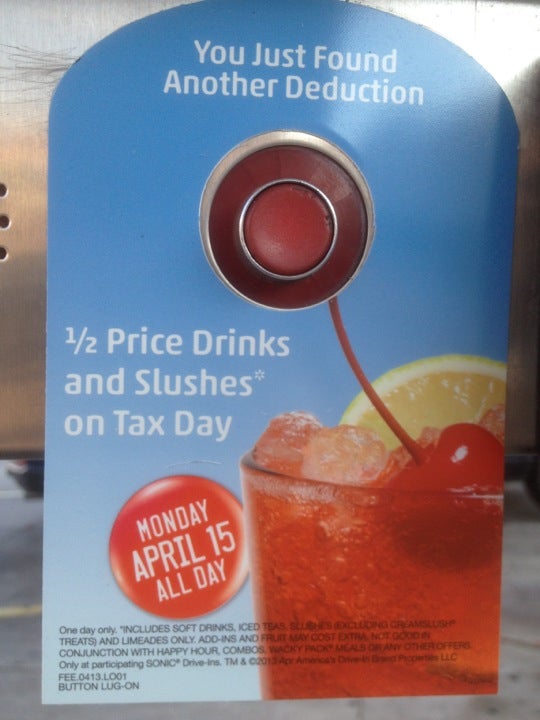 You Just Found
Another Deduction
½ Price Drinks
and Slushes*
on Tax Day
MONDAY
APRIL 15
ALL DAY
One day only. *INCLUDES SOFT DRINKS, ICED TEAS, SLUSHES (EXCLUDING CREAMSLUSH®
TREATS) AND LIMEADES ONLY. ADD-INS AND FRUIT MAY COST EXTRA. NOT GOOD IN
CONJUNCTION WITH HAPPY HOUR, COMBOS, WACKY PACK® MEALS OR ANY OTHER OFFERS.
Only at participating SONIC® Drive-Ins. TM & ©2013 Apr America's Drive-In Brand Properties LLC
FEE.0413.LO01
BUTTON LUG-ON